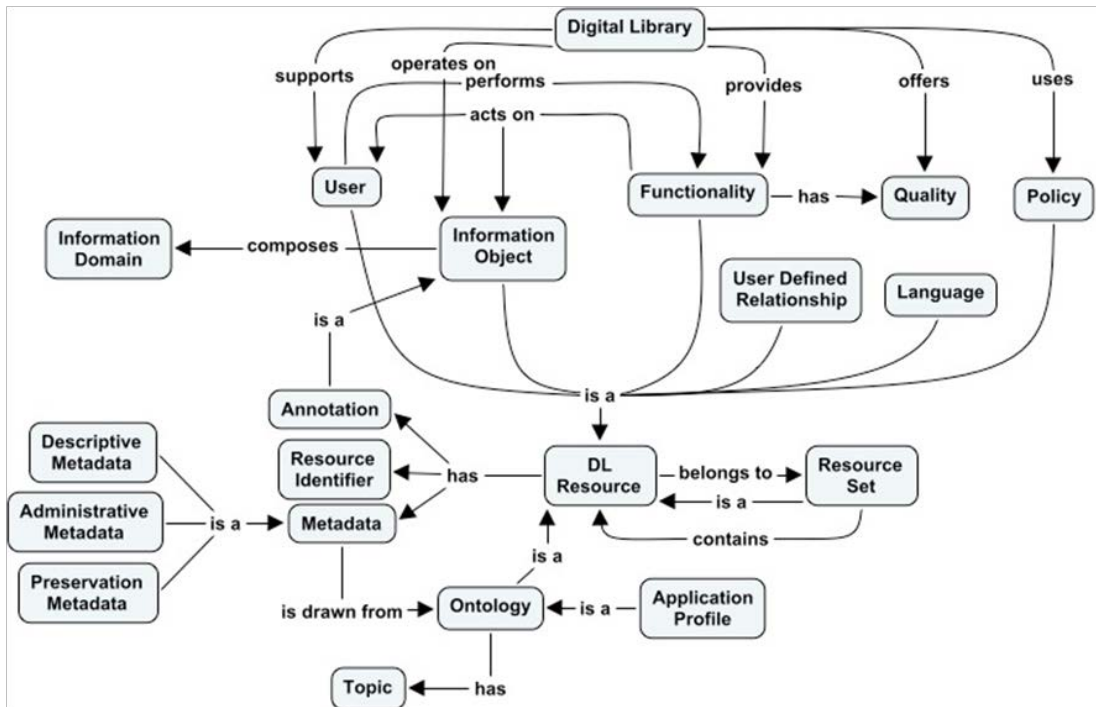 Digital Library
supports
operates on
performs
provides
offers
uses
acts on
User
Functionality
has
Quality
Policy
Information
Domain
composes
Information
Object
User Defined
Relationship
Language
is a
is a
Annotation
Descriptive
Metadata
Resource
Identifier
has
DL
Resource
belongs to
Resource
Set
is a
Administrative
Metadata
is a
Metadata
contains
is a
Preservation
Metadata
is drawn from
Ontology
is a
Application
Profile
Topic
has